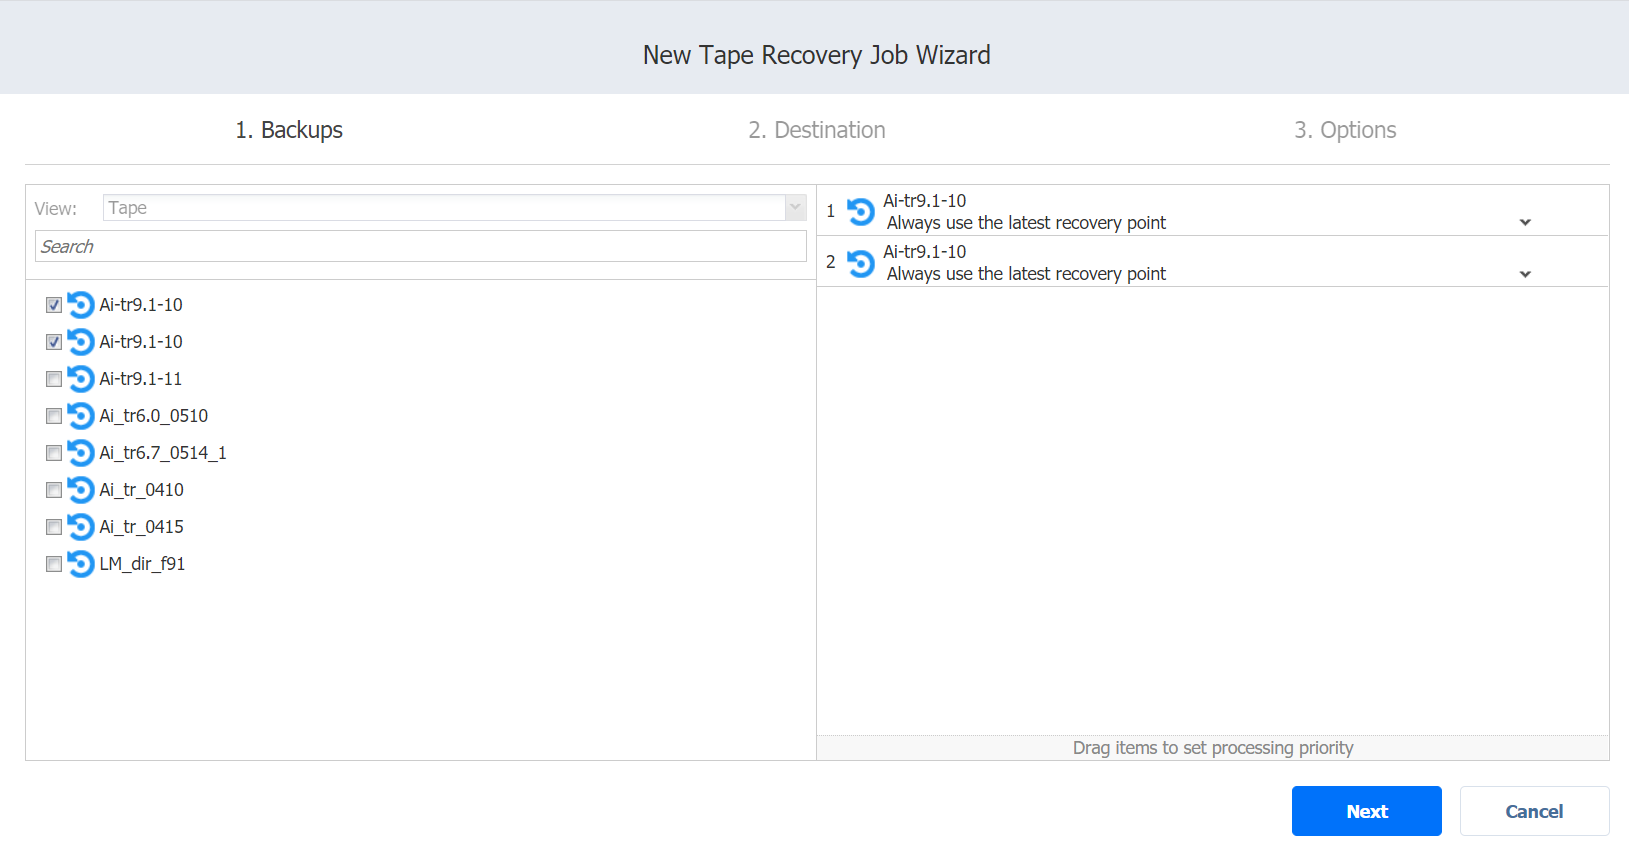 New Tape Recovery Job Wizard
1. Backups
2. Destination
3. Options
View:
Tape
Search
Ai-tr9.1-10
Ai-tr9.1-10
Ai-tr9.1-11
Ai_tr6.0_0510
Ai_tr6.7_0514_1
Ai_tr_0410
Ai_tr_0415
LM_dir_f91
1
Ai-tr9.1-10
Always use the latest recovery point
2
Ai-tr9.1-10
Always use the latest recovery point
Drag items to set processing priority
Next
Cancel